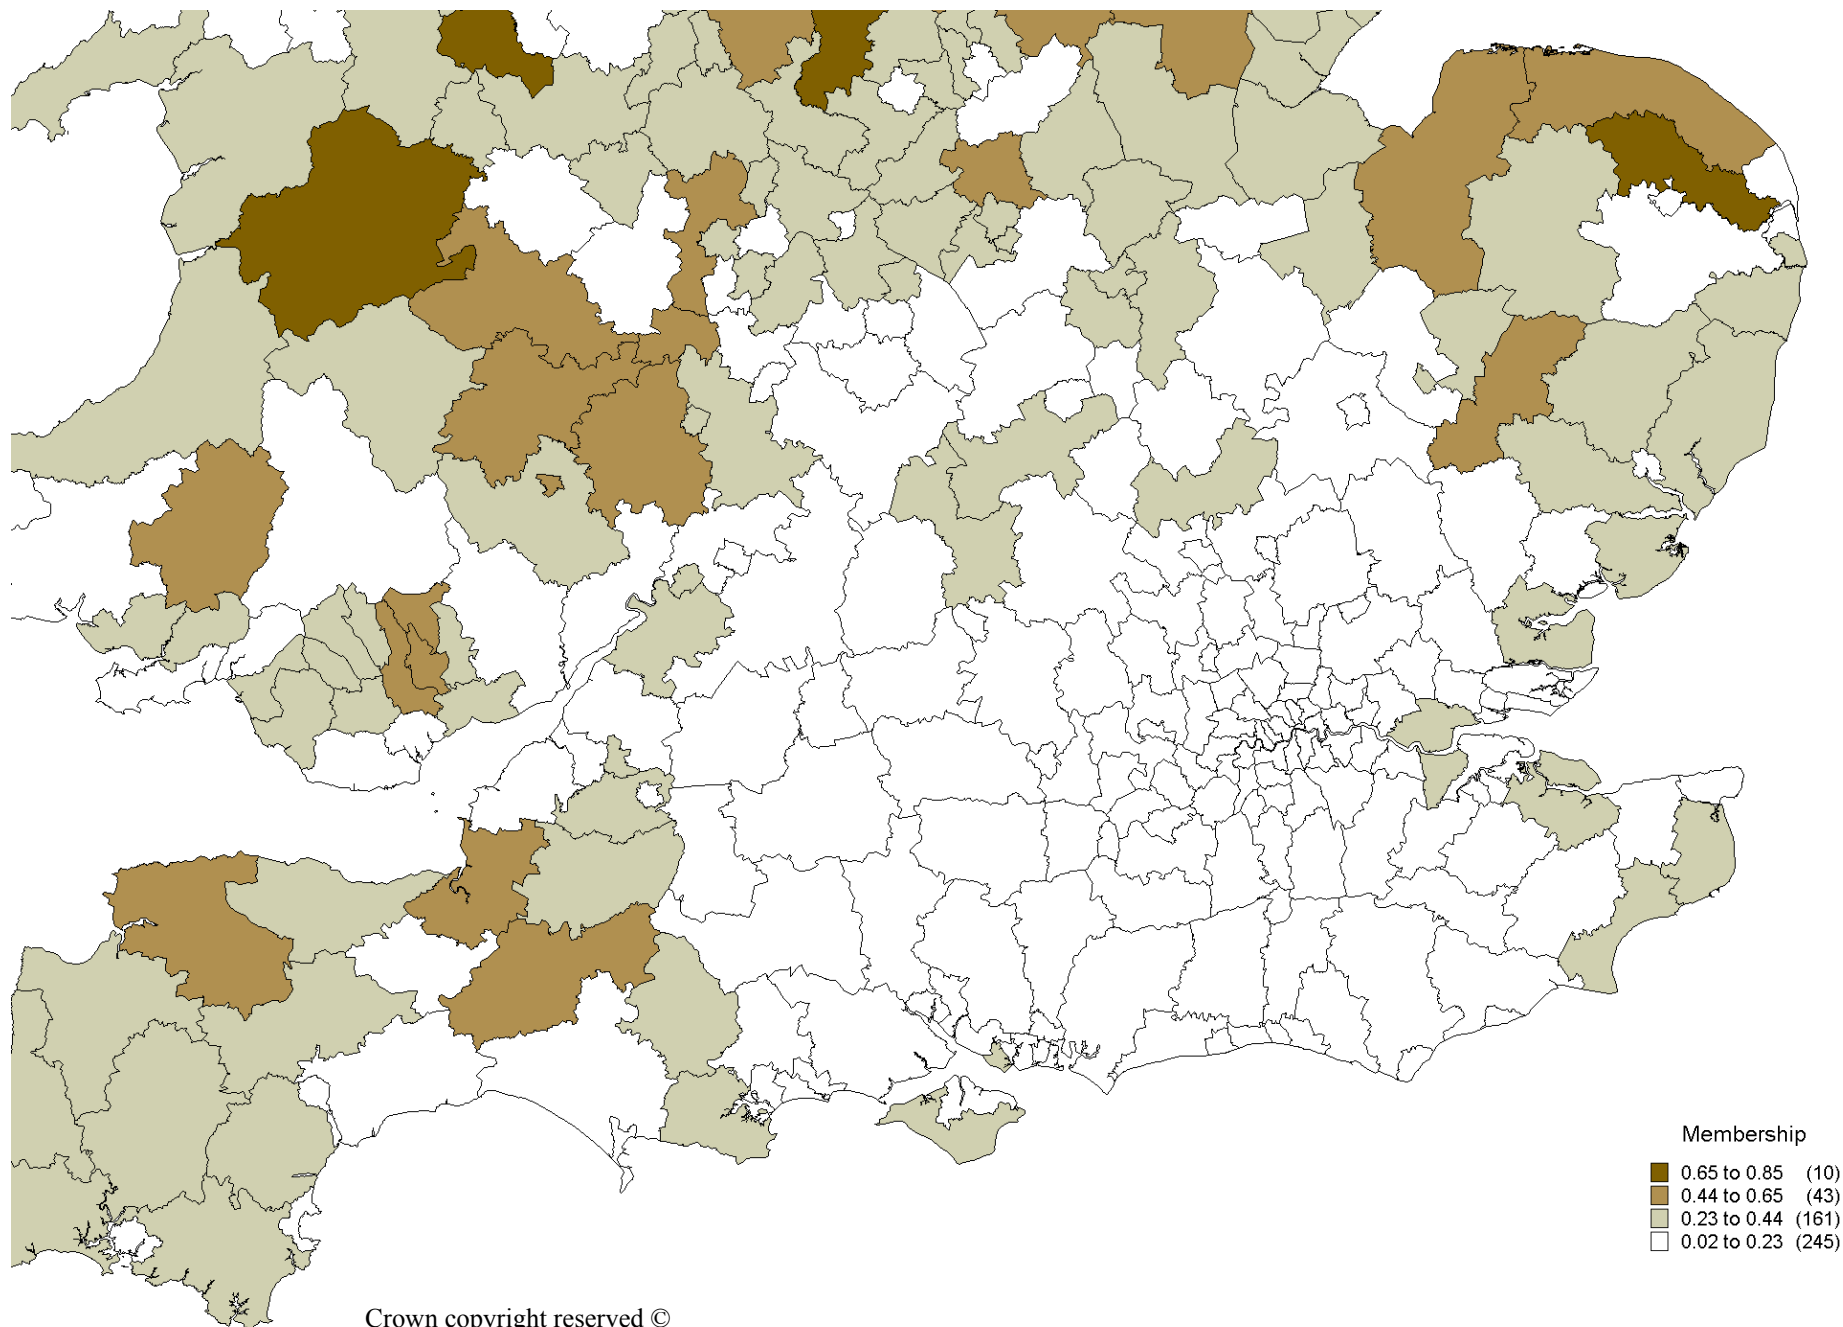 Membership
0.65 to 0.85 (10)
0.44 to 0.65 (43)
0.23 to 0.44 (161)
0.02 to 0.23 (245)
Crown copyright reserved ©